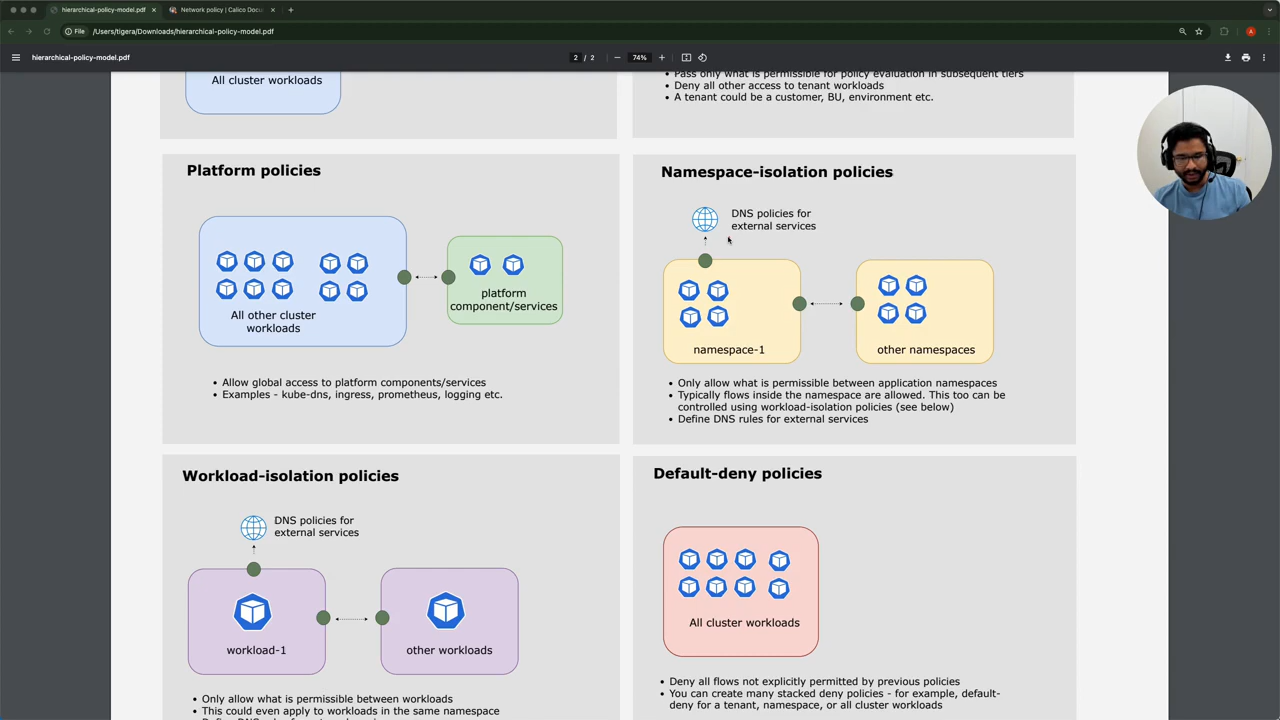 hierarchical-policy-model.pdf
Network policy | Calico Docu
File
/Users/tigera/Downloads/hierarchical-policy-model.pdf
A
hierarchical-policy-model.pdf
2 / 2
74%
All cluster workloads
Pass only what is permissible for policy evaluation in subsequent tiers
Deny all other access to tenant workloads
A tenant could be a customer, BU, environment etc.
Platform policies
All other cluster
workloads
platform
component/services
Allow global access to platform components/services
Examples - kube-dns, ingress, prometheus, logging etc.
Namespace-isolation policies
DNS policies for
external services
namespace-1
other namespaces
Only allow what is permissible between application namespaces
Typically flows inside the namespace are allowed. This too can be
controlled using workload-isolation policies (see below)
Define DNS rules for external services
Workload-isolation policies
DNS policies for
external services
workload-1
other workloads
Only allow what is permissible between workloads
This could even apply to workloads in the same namespace
Default-deny policies
All cluster workloads
Deny all flows not explicitly permitted by previous policies
You can create many stacked deny policies - for example, default-
deny for a tenant, namespace, or all cluster workloads